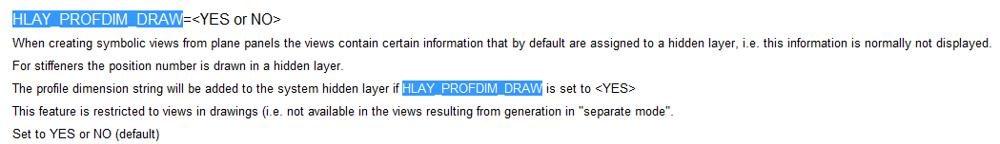 HLAY_PROFDIM_DRAW=<YES or NO>
When creating symbolic views from plane panels the views contain certain information that by default are assigned to a hidden layer, i.e. this information is normally not displayed.
For stiffeners the position number is drawn in a hidden layer.
The profile dimension string will be added to the system hidden layer if HLAY_PROFDIM_DRAW is set to <YES>
This feature is restricted to views in drawings (i.e. not available in the views resulting from generation in "separate mode".
Set to YES or NO (default)